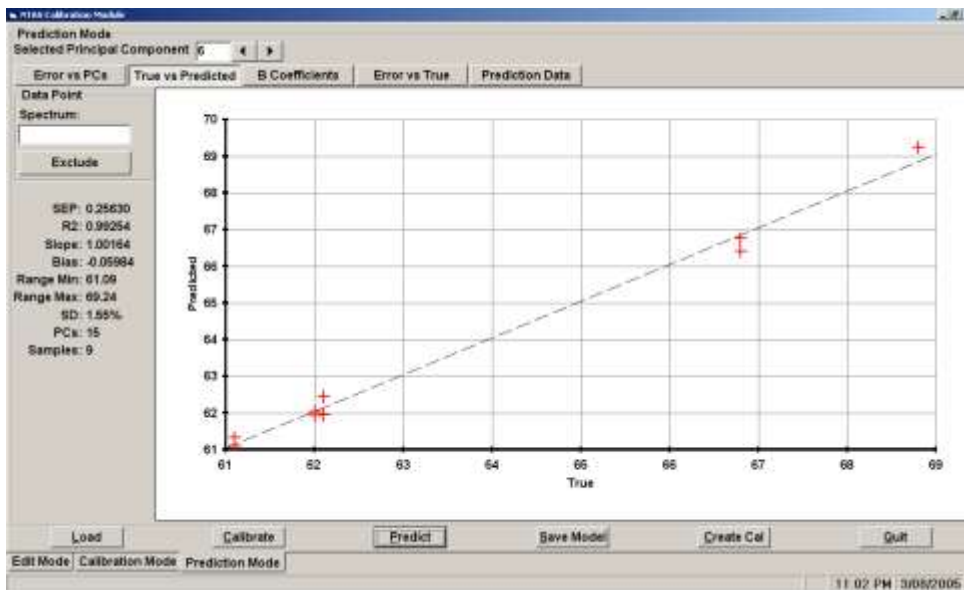 NTAS Calibration Module
Prediction Mode
Selected Principal Component 6
Error vs PCs True vs Predicted B Coefficients Error vs True Prediction Data
Data Point
Spectrum:
Exclude
SEP: 0.25630
R2: 0.99254
Slope: 1.00164
Bias: -0.05984
Range Min: 61.09
Range Max: 69.24
SD: 1.55%
PCs: 15
Samples: 9
70
69
68
67
66
65
64
63
62
61
Predicted
61 62 63 64 65 66 67 68 69
True
Load Calibrate Predict Save Model Create Cal Quit
Edit Mode Calibration Mode Prediction Mode
11:02 PM 3/08/2005